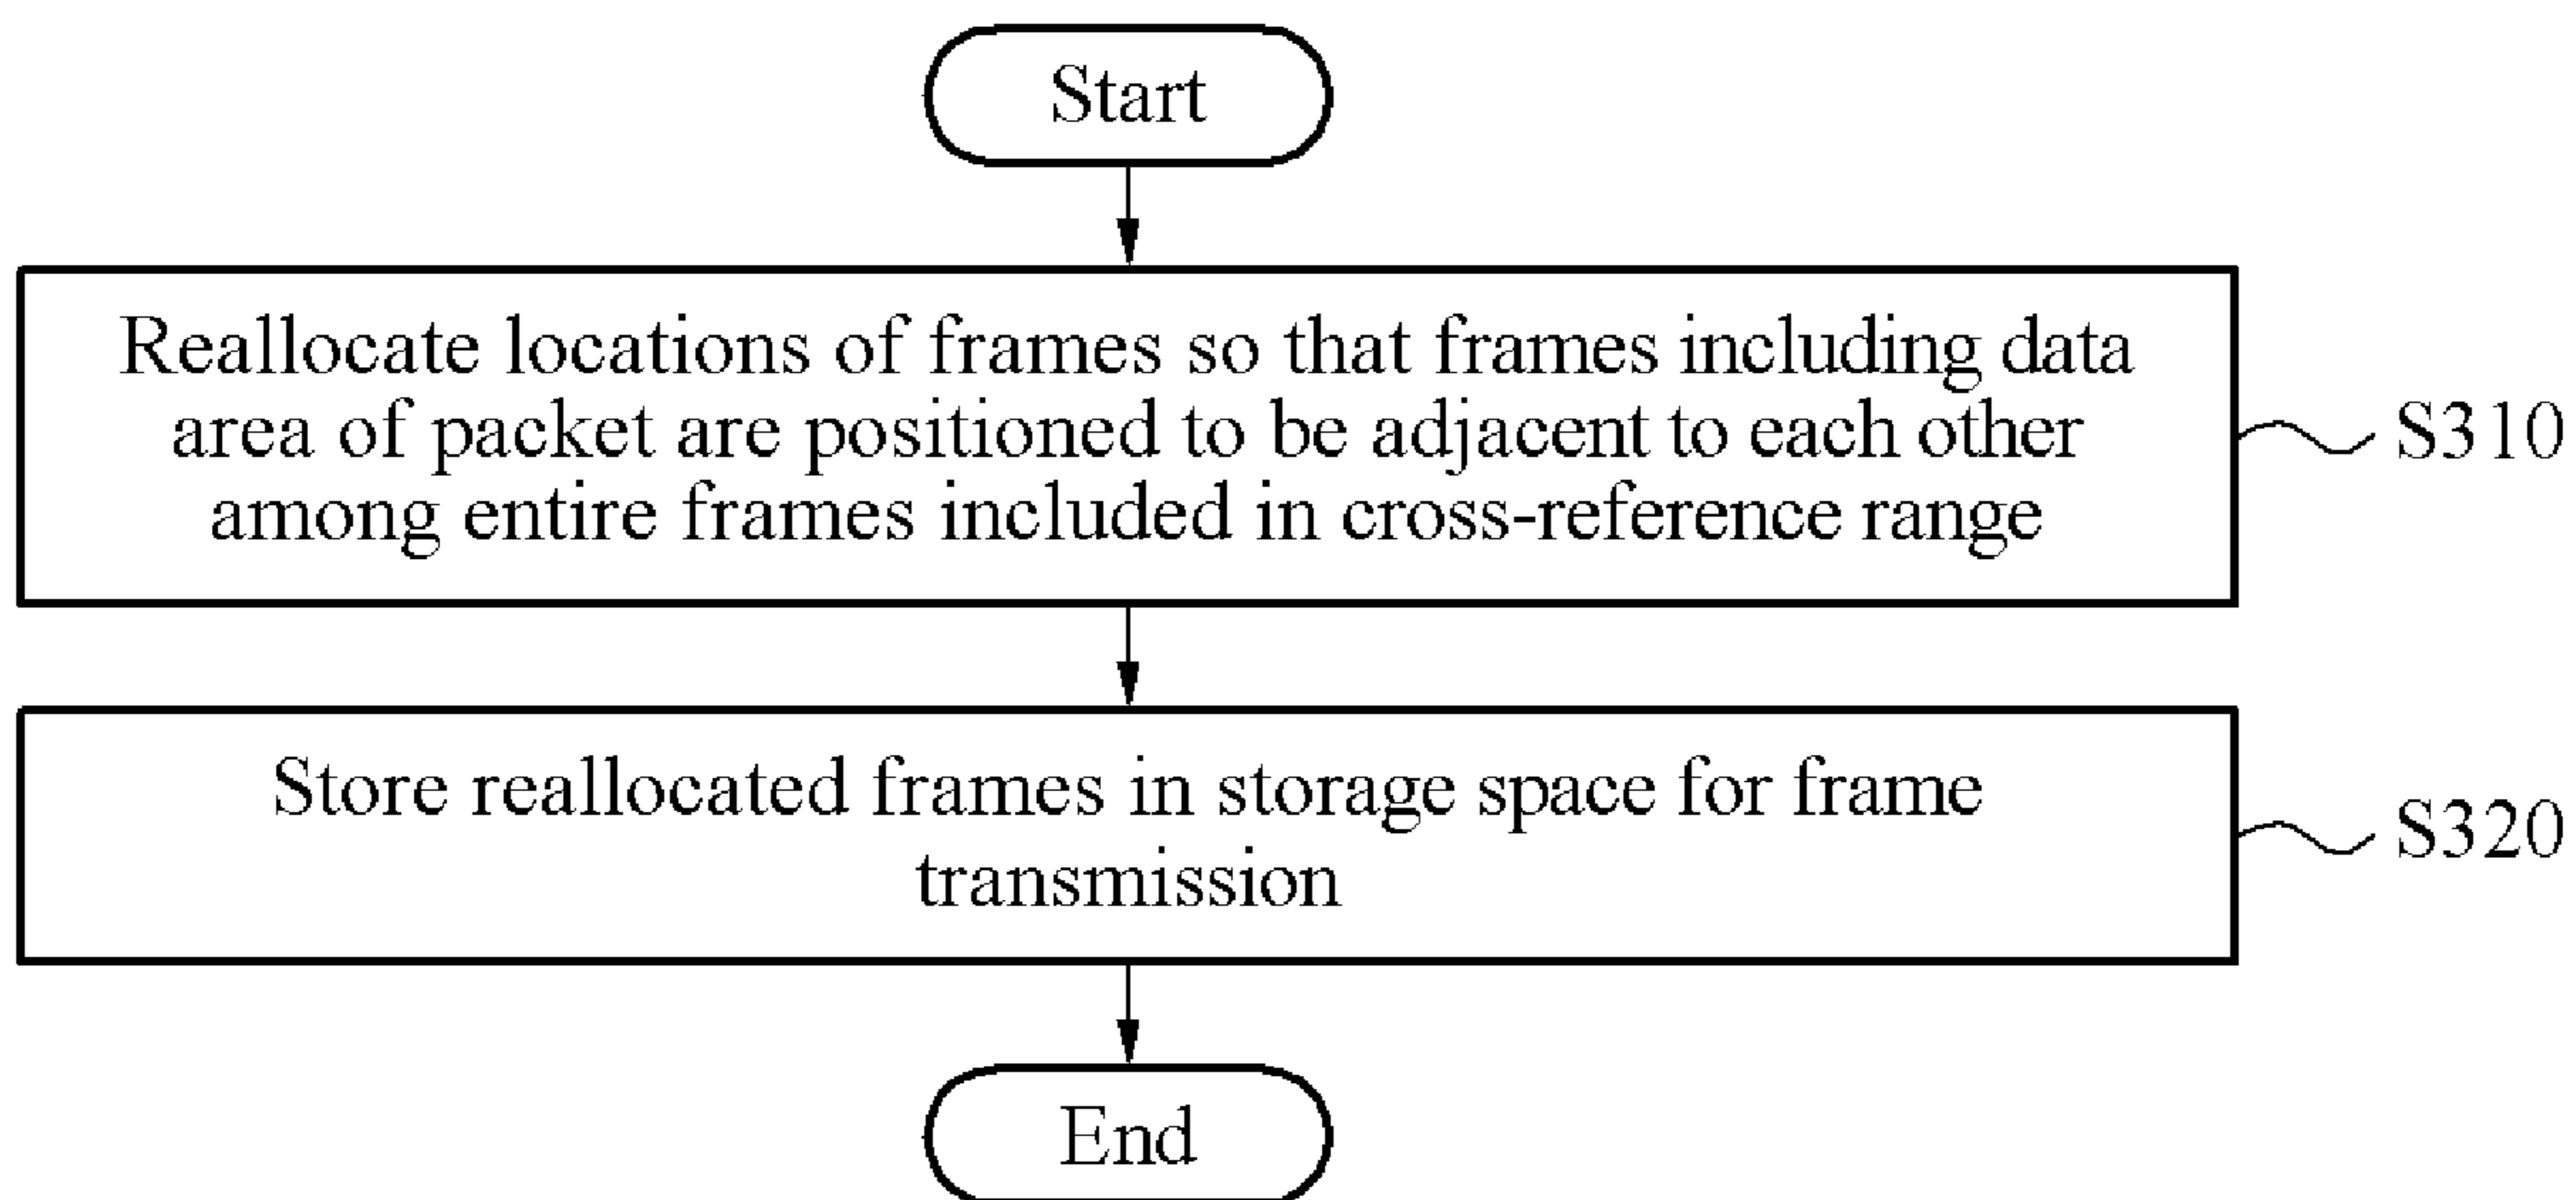 Start
Reallocate locations of frames so that frames including data
area of packet are positioned to be adjacent to each other
among entire frames included in cross-reference range
S310
Store reallocated frames in storage space for frame
transmission
S320
End